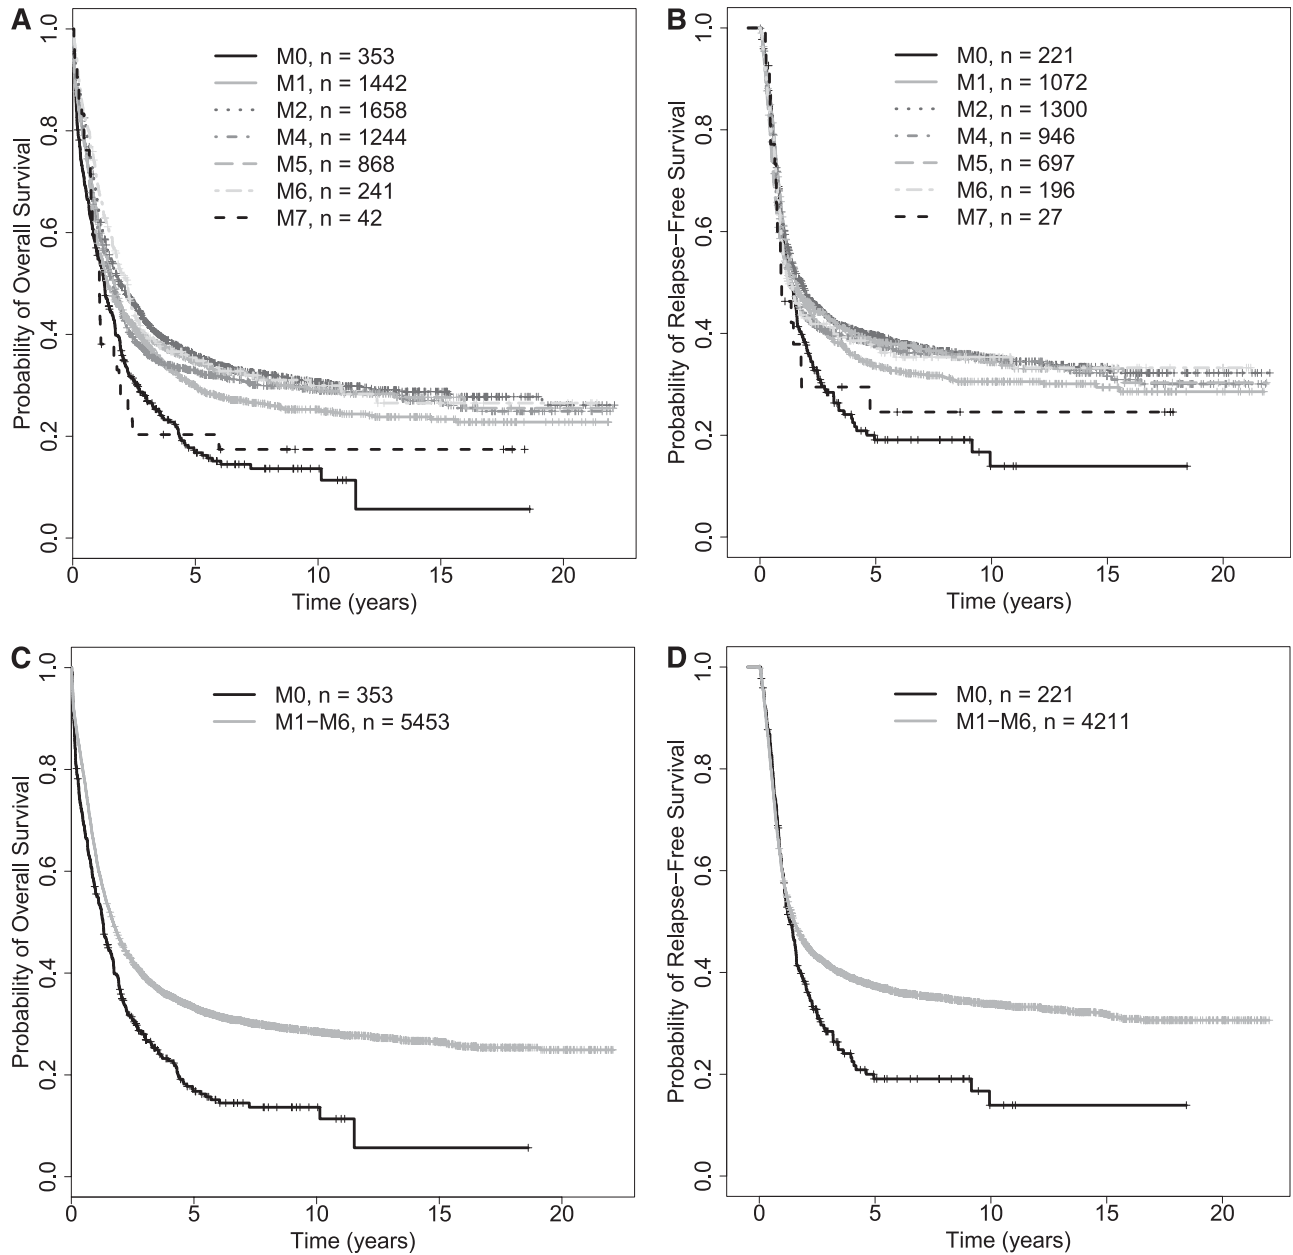 A
Probability of Overall Survival
1.0
0.8
0.6
0.4
0.2
0.0
M0, n = 353
M1, n = 1442
M2, n = 1658
M4, n = 1244
M5, n = 868
M6, n = 241
M7, n = 42
0 5 10 15 20
Time (years)
B
Probability of Relapse−Free Survival
1.0
0.8
0.6
0.4
0.2
0.0
M0, n = 221
M1, n = 1072
M2, n = 1300
M4, n = 946
M5, n = 697
M6, n = 196
M7, n = 27
0 5 10 15 20
Time (years)
C
Probability of Overall Survival
1.0
0.8
0.6
0.4
0.2
0.0
M0, n = 353
M1−M6, n = 5453
0 5 10 15 20
Time (years)
D
Probability of Relapse−Free Survival
1.0
0.8
0.6
0.4
0.2
0.0
M0, n = 221
M1−M6, n = 4211
0 5 10 15 20
Time (years)